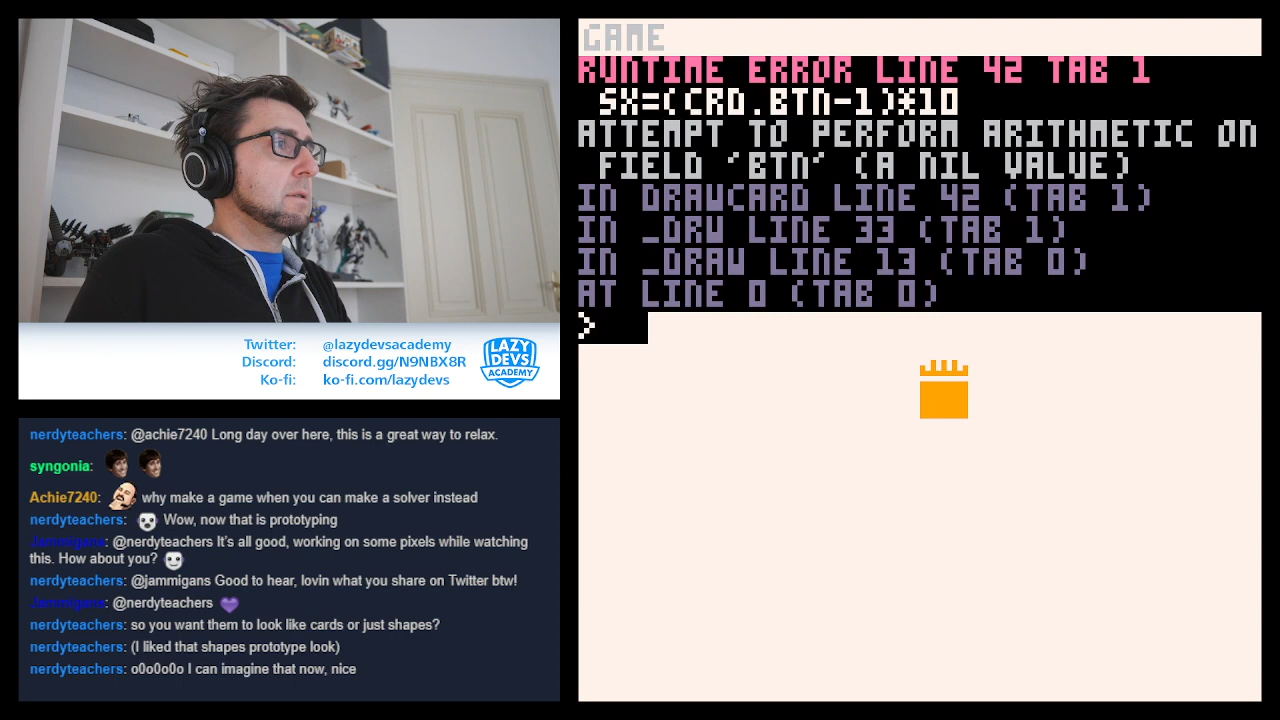 GAME
RUNTIME ERROR LINE 42 TAB 1
SX=(CRD.BTN-1)*10
ATTEMPT TO PERFORM ARITHMETIC ON
FIELD 'BTN' (A NIL VALUE)
IN DRAWCARD LINE 42 (TAB 1)
IN _DRW LINE 33 (TAB 1)
IN _DRAW LINE 13 (TAB 0)
AT LINE 0 (TAB 0)
>
Twitter: @lazydevsacademy
Discord: discord.gg/N9NBX8R
Ko-fi: ko-fi.com/lazydevs
LAZY
DEVS
ACADEMY
nerdyteachers: @achie7240 Long day over here, this is a great way to relax.
syngonia:
Achie7240: why make a game when you can make a solver instead
nerdyteachers: Wow, now that is prototyping
Jammigans: @nerdyteachers It's all good, working on some pixels while watching
this. How about you?
nerdyteachers: @jammigans Good to hear, lovin what you share on Twitter btw!
Jammigans: @nerdyteachers
nerdyteachers: so you want them to look like cards or just shapes?
nerdyteachers: (I liked that shapes prototype look)
nerdyteachers: o0o0o0o I can imagine that now, nice